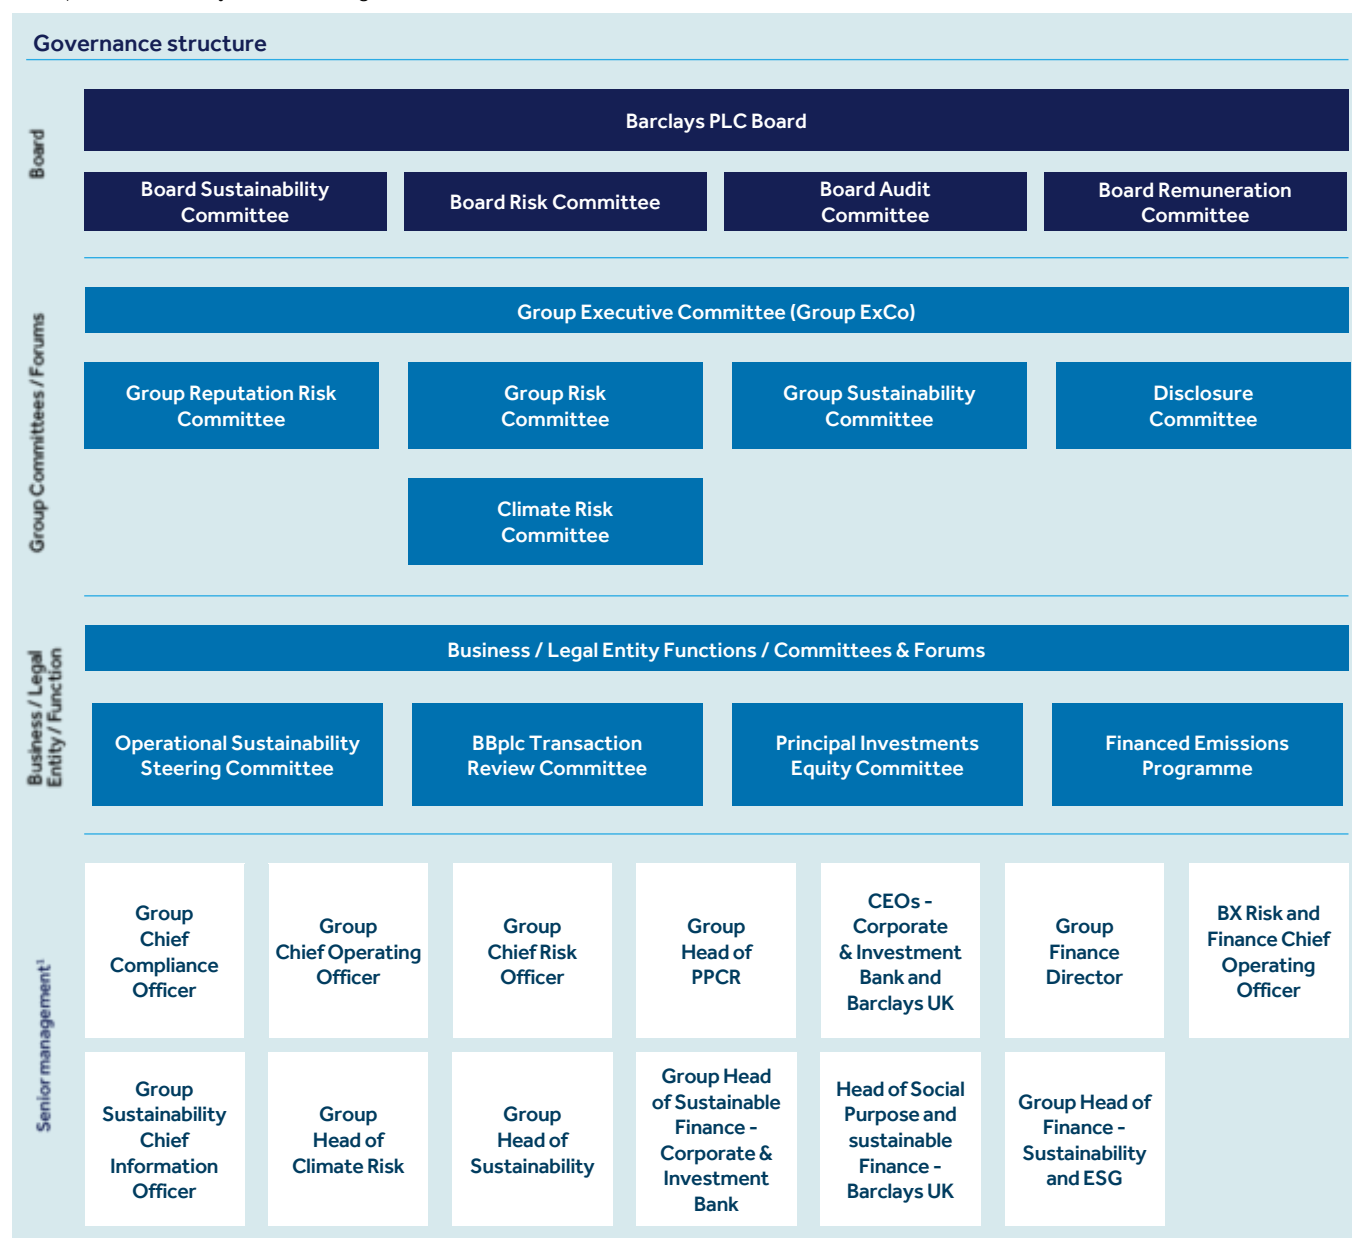 Governance structure
Board
Barclays PLC Board
Board Sustainability
Committee
Board Risk Committee
Board Audit
Committee
Board Remuneration
Committee
Group Committees / Forums
Group Executive Committee (Group ExCo)
Group Reputation Risk
Committee
Group Risk
Committee
Group Sustainability
Committee
Disclosure
Committee
Climate Risk
Committee
Business / Legal
Entity / Function
Business / Legal Entity Functions / Committees & Forums
Operational Sustainability
Steering Committee
BBplc Transaction
Review Committee
Principal Investments
Equity Committee
Financed Emissions
Programme
Senior management¹
Group
Chief
Compliance
Officer
Group
Chief Operating
Officer
Group
Chief Risk
Officer
Group
Head of
PPCR
CEOs -
Corporate
& Investment
Bank and
Barclays UK
Group
Finance
Director
BX Risk and
Finance Chief
Operating
Officer
Group
Sustainability
Chief
Information
Officer
Group
Head of
Climate Risk
Group
Head of
Sustainability
Group Head
of Sustainable
Finance -
Corporate &
Investment
Bank
Head of Social
Purpose and
sustainable
Finance -
Barclays UK
Group Head of
Finance -
Sustainability
and ESG